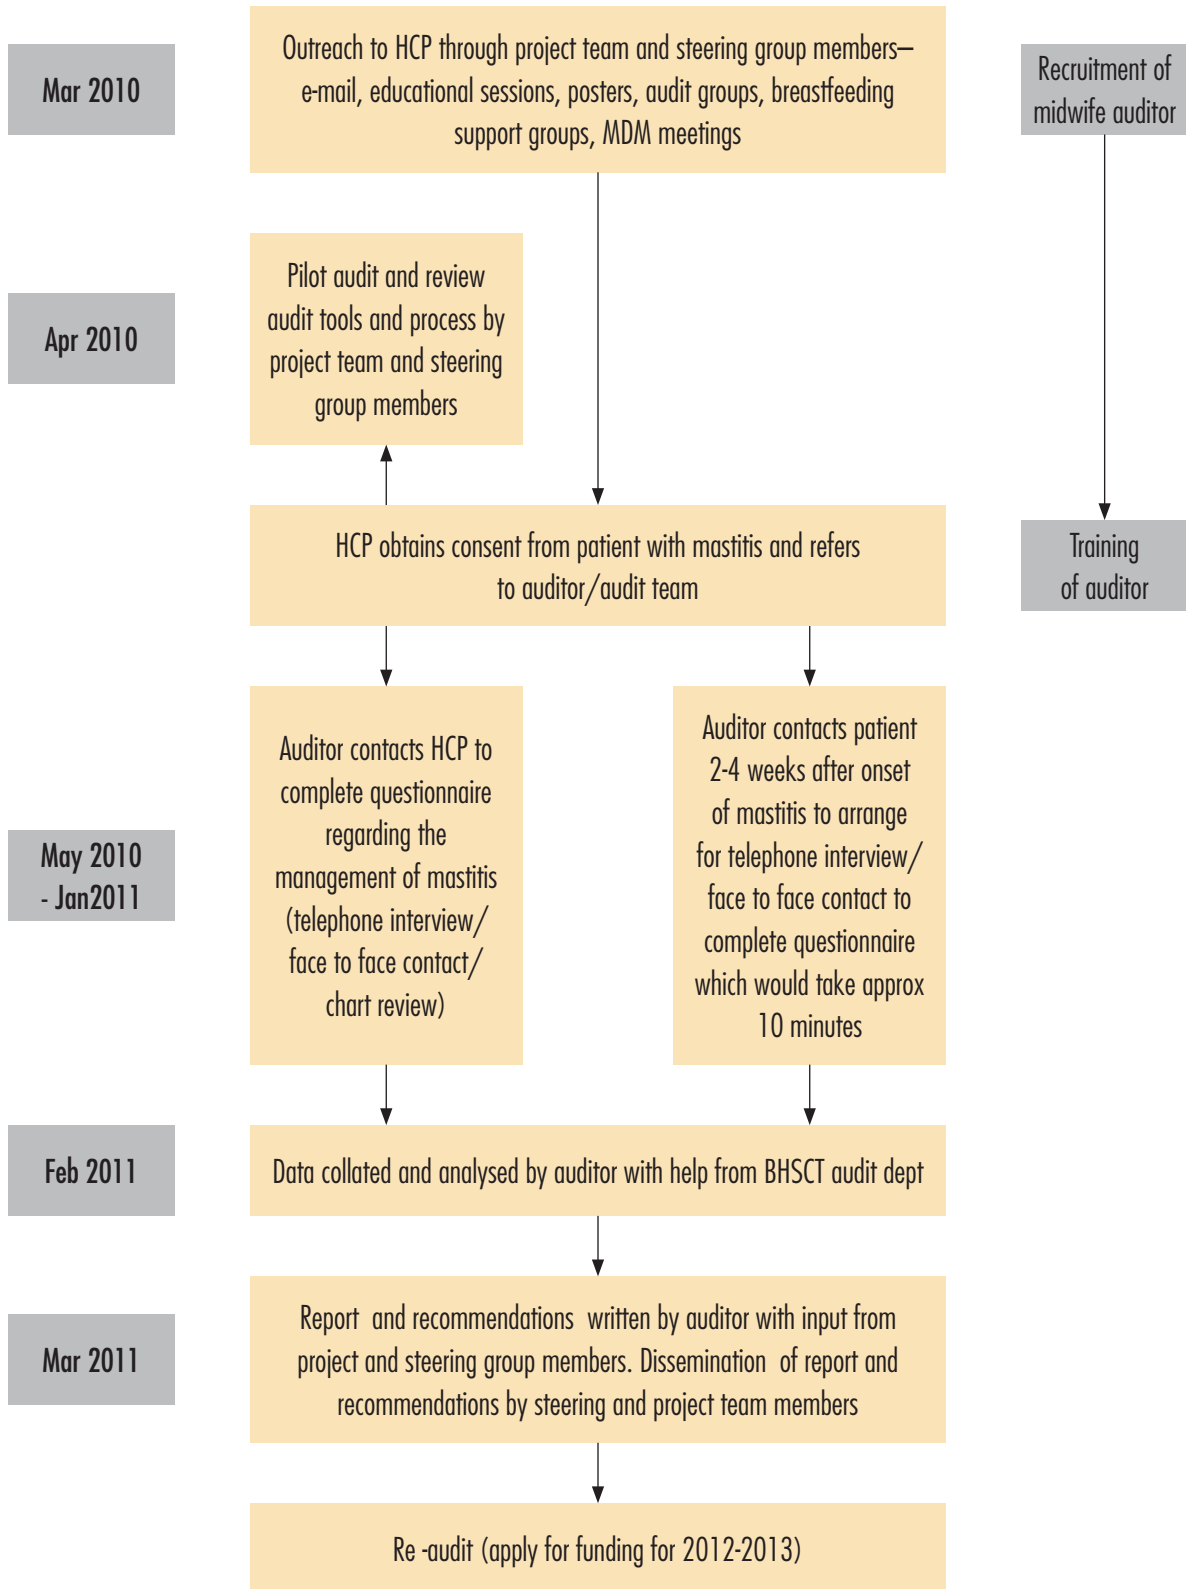 Mar 2010
Outreach to HCP through project team and steering group members–
e-mail, educational sessions, posters, audit groups, breastfeeding
support groups, MDM meetings
Recruitment of
midwife auditor
Apr 2010
Pilot audit and review
audit tools and process by
project team and steering
group members
HCP obtains consent from patient with mastitis and refers
to auditor/audit team
Training
of auditor
May 2010
- Jan2011
Auditor contacts HCP to
complete questionnaire
regarding the
management of mastitis
(telephone interview/
face to face contact/
chart review)
Auditor contacts patient
2-4 weeks after onset
of mastitis to arrange
for telephone interview/
face to face contact to
complete questionnaire
which would take approx
10 minutes
Feb 2011
Data collated and analysed by auditor with help from BHSCT audit dept
Mar 2011
Report and recommendations written by auditor with input from
project and steering group members. Dissemination of report and
recommendations by steering and project team members
Re -audit (apply for funding for 2012-2013)